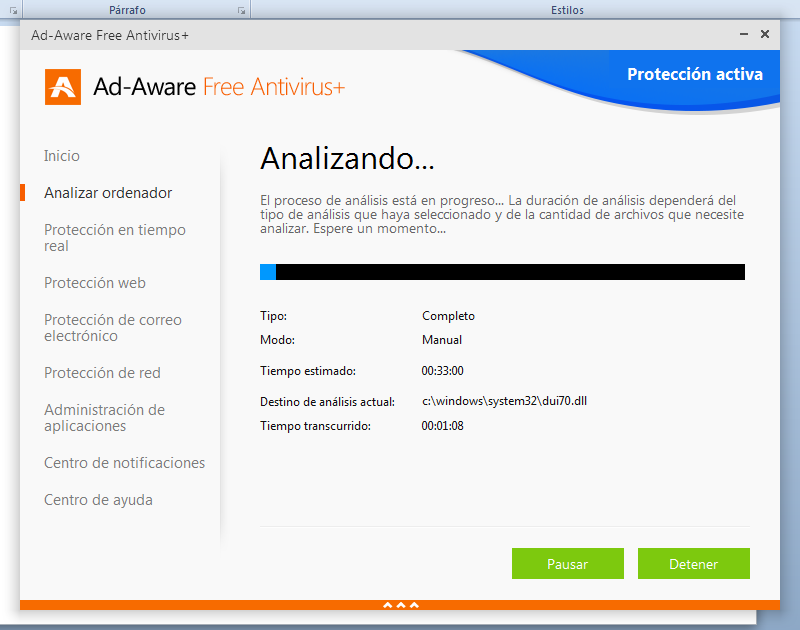 Párrafo
Estilos
Ad-Aware Free Antivirus+
Ad-Aware Free Antivirus+
Protección activa
Inicio
Analizar ordenador
Protección en tiempo
real
Protección web
Protección de correo
electrónico
Protección de red
Administración de
aplicaciones
Centro de notificaciones
Centro de ayuda
Analizando...
El proceso de análisis está en progreso... La duración de análisis dependerá del
tipo de análisis que haya seleccionado y de la cantidad de archivos que necesite
analizar. Espere un momento...
Tipo: Completo
Modo: Manual
Tiempo estimado: 00:33:00
Destino de análisis actual: c:\windows\system32\dui70.dll
Tiempo transcurrido: 00:01:08
Pausar
Detener